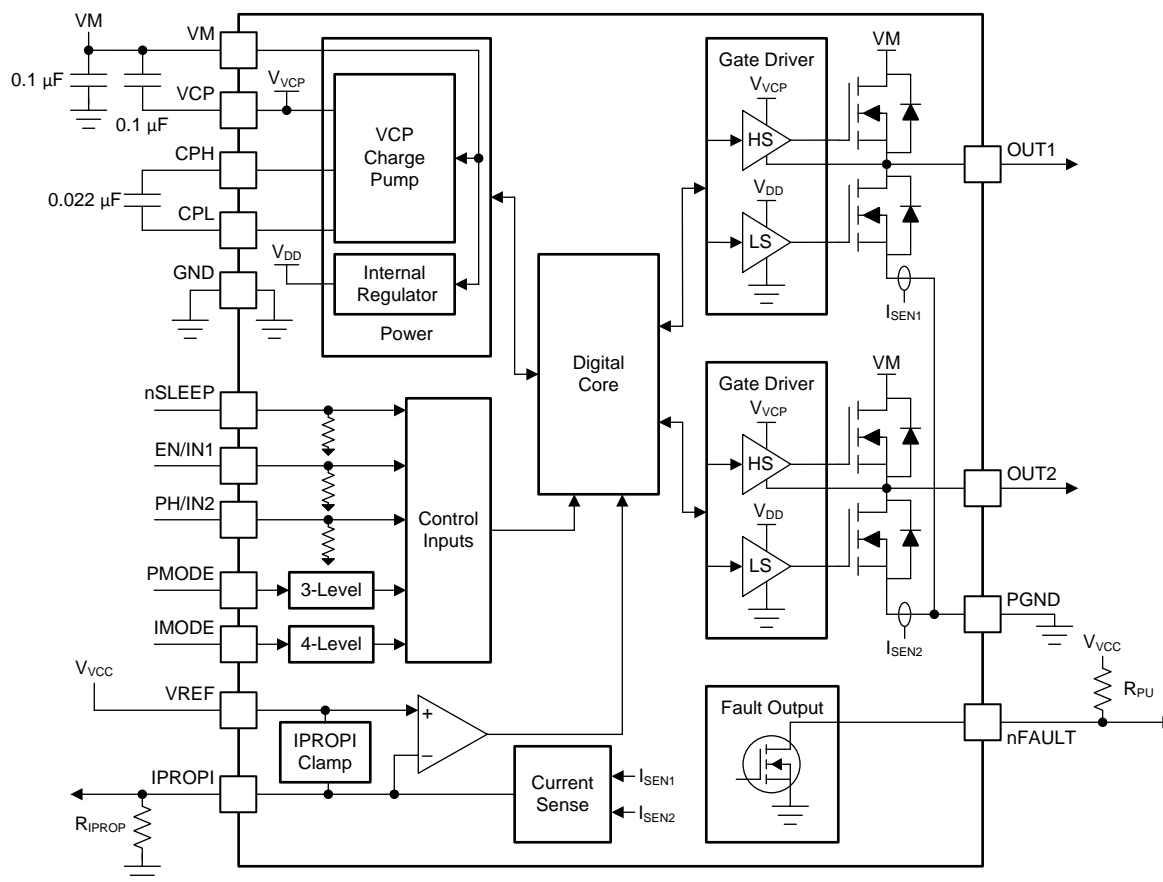 VM
VM
0.1 µF
VCP
0.1 µF
V_VCP
CPH
0.022 µF
CPL
VCP
Charge
Pump
GND
V_DD
Internal
Regulator
Power
nSLEEP
EN/IN1
PH/IN2
PMODE
3-Level
IMODE
4-Level
Control
Inputs
V_VCC
VREF
+
−
IPROPI
Clamp
IPROPI
R_IPROP
Current
Sense
I_SEN1
I_SEN2
Digital
Core
Gate Driver
V_VCP
HS
V_DD
LS
VM
OUT1
I_SEN1
Gate Driver
V_VCP
HS
V_DD
LS
VM
OUT2
I_SEN2
PGND
V_VCC
R_PU
Fault Output
nFAULT